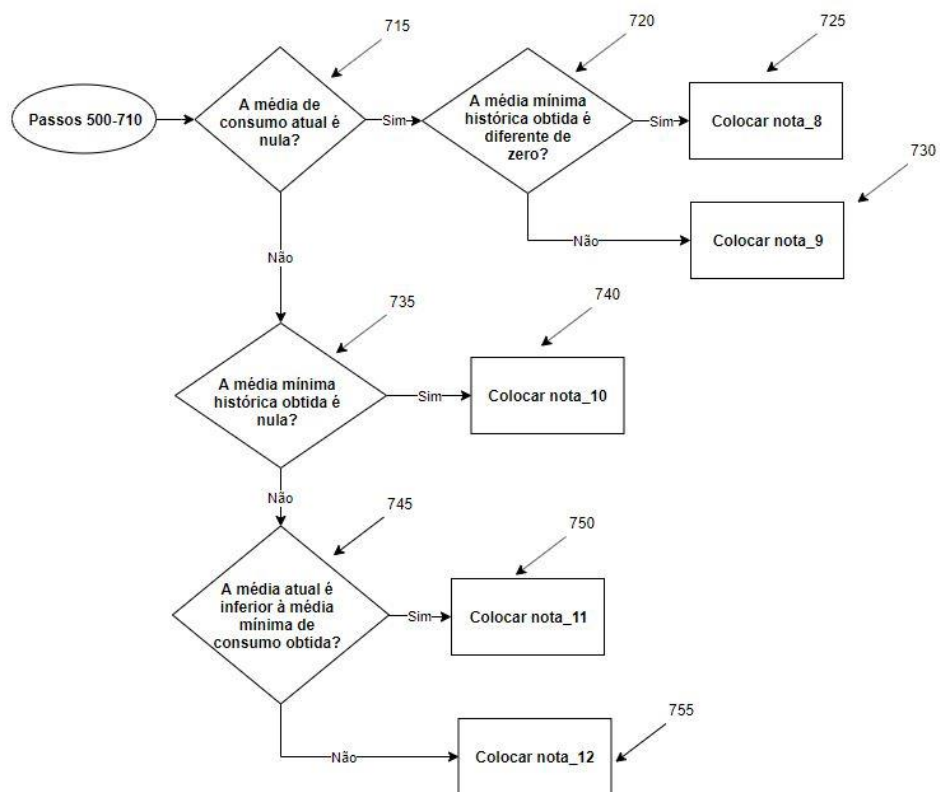 715
720
725
Passos 500-710
A média de
consumo atual é
nula?
Sim
A média mínima
histórica obtida é
diferente de
zero?
Sim
Colocar nota_8
730
Não
Colocar nota_9
Não
735
740
A média mínima
histórica obtida é
nula?
Sim
Colocar nota_10
Não
745
750
A média atual é
inferior à média
mínima de
consumo obtida?
Sim
Colocar nota_11
755
Não
Colocar nota_12